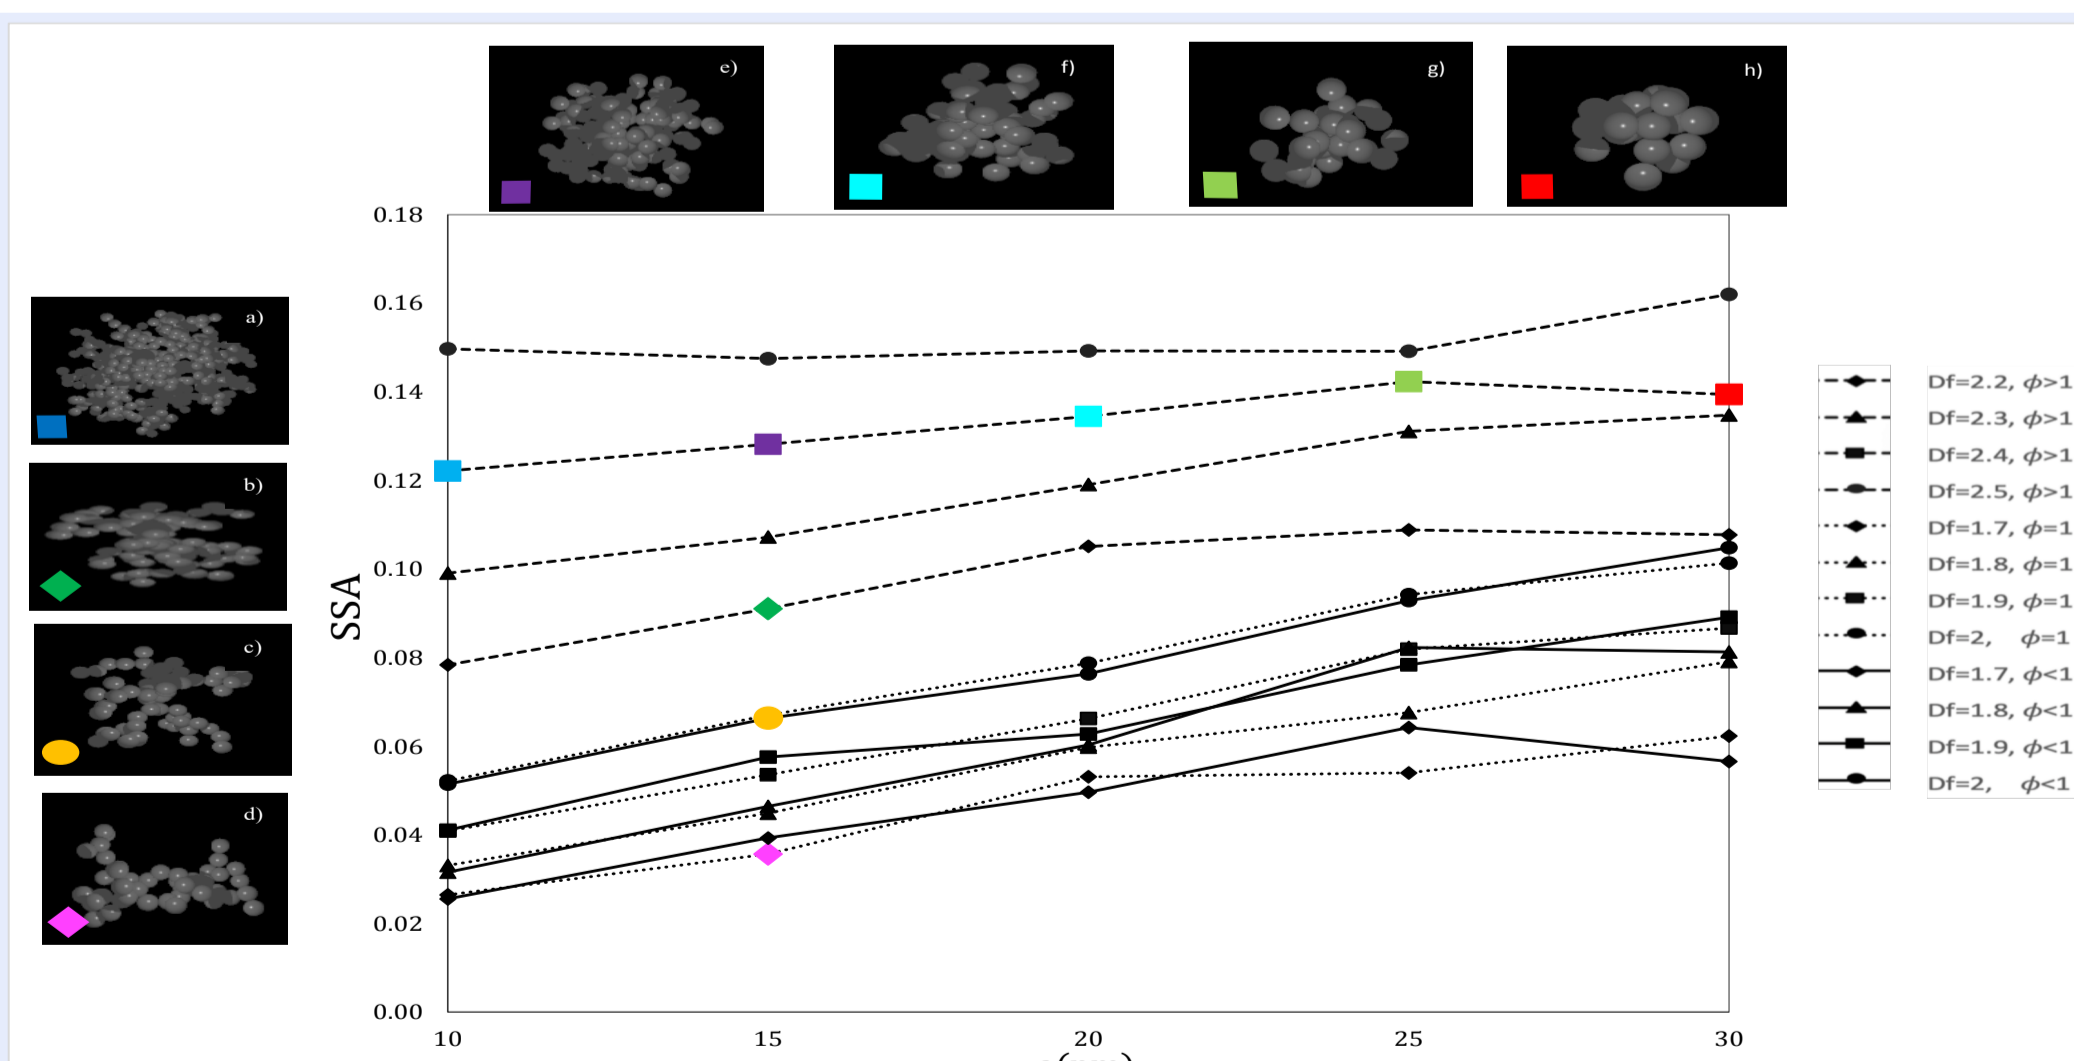 e)
f)
g)
h)
a)
b)
c)
d)
SSA
0.18
0.16
0.14
0.12
0.10
0.08
0.06
0.04
0.02
0.00
10 15 20 25 30
Df=2.2, ϕ>1
Df=2.3, ϕ>1
Df=2.4, ϕ>1
Df=2.5, ϕ>1
Df=1.7, ϕ=1
Df=1.8, ϕ=1
Df=1.9, ϕ=1
Df=2, ϕ=1
Df=1.7, ϕ<1
Df=1.8, ϕ<1
Df=1.9, ϕ<1
Df=2, ϕ<1